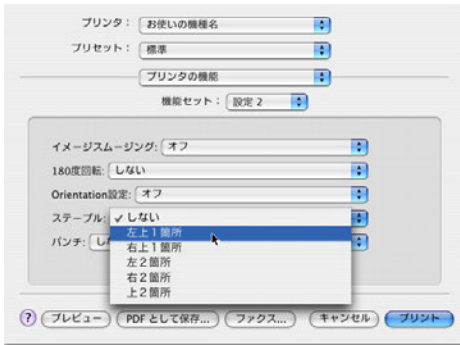 プリンタ： お使いの機種名
プリセット： 標準
プリンタの機能
機能セット： 設定 2
イメージスムージング: オフ
180度回転: しない
Orientation設定: オフ
ステープル: ✓ しない
左上１箇所
パンチ: し
右上１箇所
左２箇所
右２箇所
上２箇所
? プレビュー PDF として保存... ファクス... キャンセル プリント